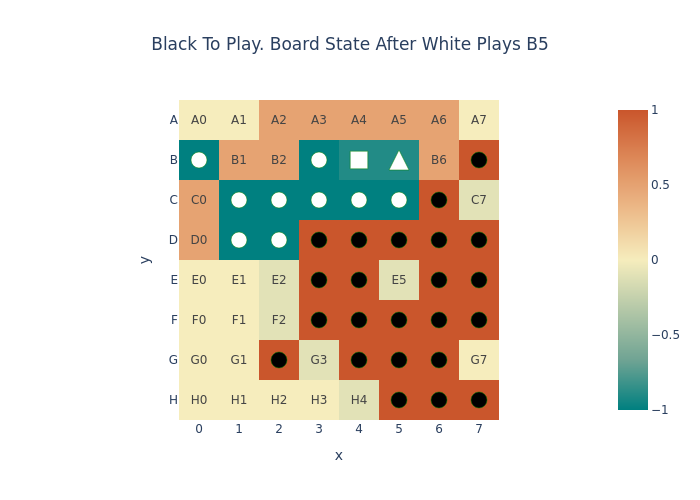 Black To Play. Board State After White Plays B5
A A0 A1 A2 A3 A4 A5 A6 A7
B B1 B2 B6
C C0 C7
D D0
E E0 E1 E2 E5
F F0 F1 F2
G G0 G1 G3 G7
H H0 H1 H2 H3 H4
0 1 2 3 4 5 6 7
x
y
1
0.5
0
−0.5
−1